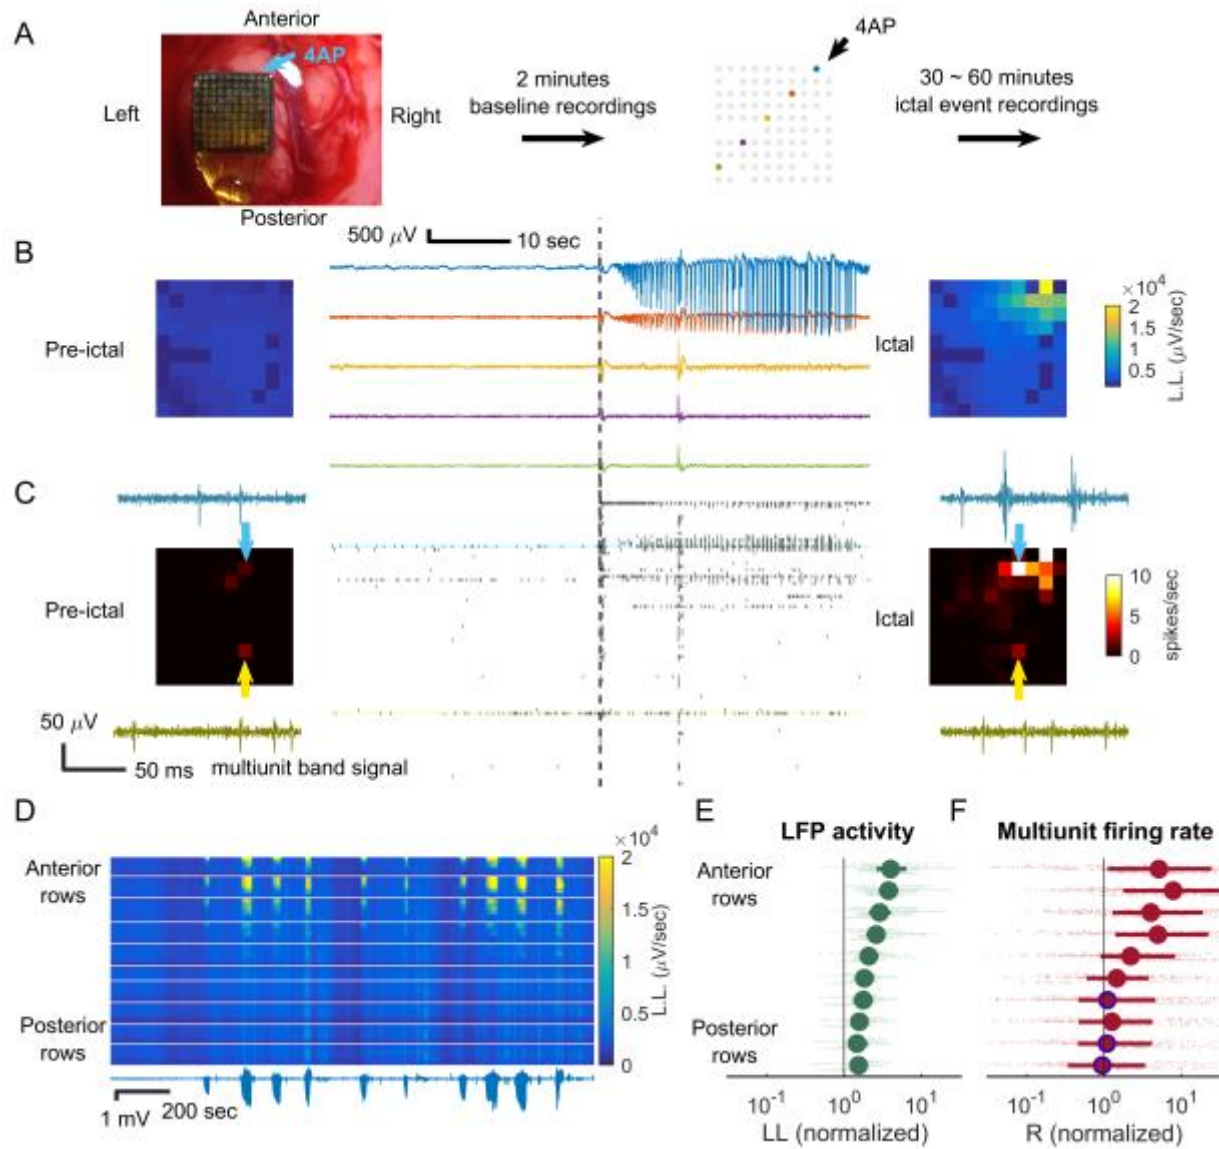 A
Anterior
4AP
Left
Right
Posterior
2 minutes
baseline recordings
4AP
30 ~ 60 minutes
ictal event recordings
B
500 μV
10 sec
Pre-ictal
Ictal
×10⁴
2
1.5
1
0.5
L.L. (μV/sec)
C
Pre-ictal
Ictal
10
5
0
spikes/sec
50 μV
50 ms
multiunit band signal
D
Anterior
rows
Posterior
rows
×10⁴
2
1.5
1
0.5
0
L.L. (μV/sec)
1 mV
200 sec
E
LFP activity
Anterior
rows
Posterior
rows
10⁻¹
10⁰
10¹
LL (normalized)
F
Multiunit firing rate
10⁻¹
10⁰
10¹
R (normalized)